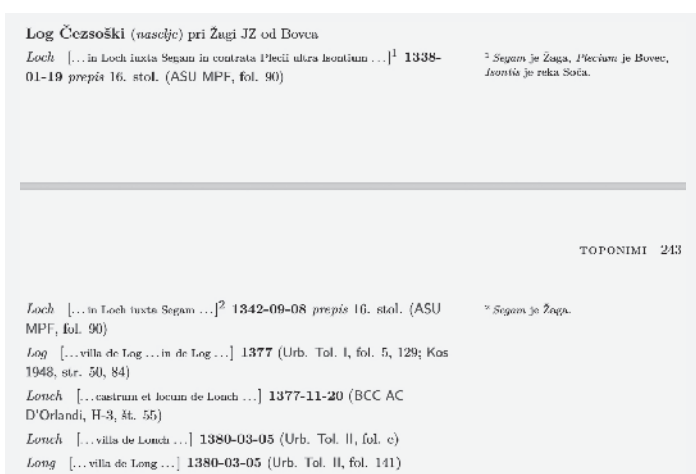 Log Čezsoški (naselje) pri Žagi JZ od Bovca
Loch [...in Loch iuxta Segam in contrata Plecii ultra Isontium ...]¹ 1338-
01-19 prepis 16. stol. (ASU MPF, fol. 90)
¹ Segam je Žaga, Plecium je Bovec,
Isontis je reka Soča.
TOPONIMI 243
Loch [...in Loch iuxta Segam ...]² 1342-09-08 prepis 16. stol. (ASU
MPF, fol. 90)
² Segam je Žaga.
Log [...villa de Log ...in de Log ...] 1377 (Urb. Tol. I, fol. 5, 129; Kos
1948, str. 50, 84)
Lonch [...castrum et locum de Lonch ...] 1377-11-20 (BCC AC
D'Orlandi, H-3, št. 55)
Lonch [...villa de Lonch ...] 1380-03-05 (Urb. Tol. II, fol. c)
Long [...villa de Long ...] 1380-03-05 (Urb. Tol. II, fol. 141)